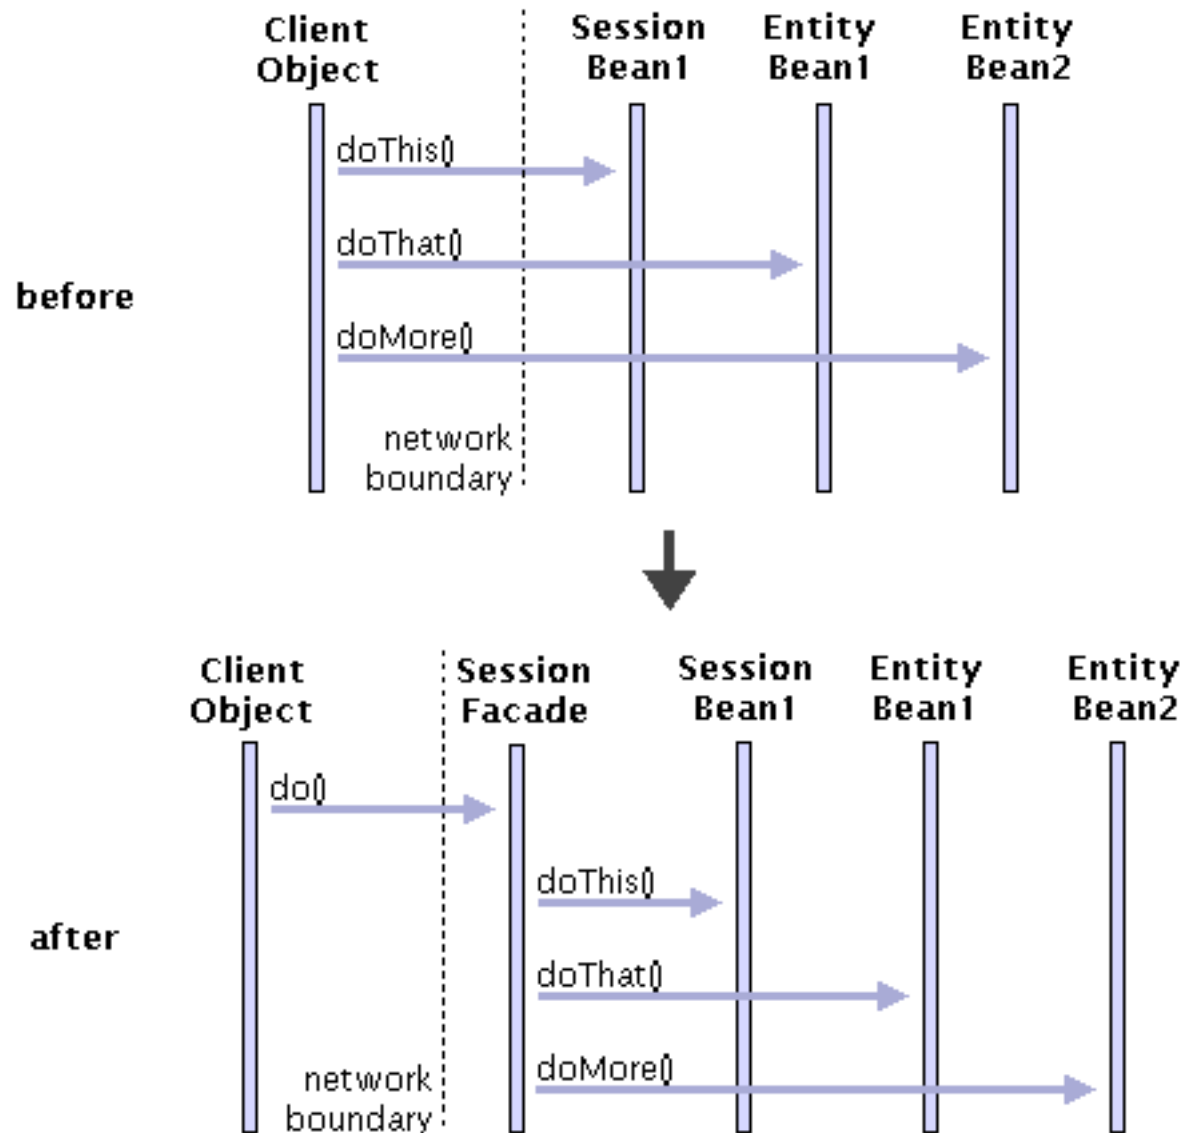 Client
Object
Session
Bean1
Entity
Bean1
Entity
Bean2
doThis()
doThat()
before
doMore()
network
boundary
Client
Object
Session
Facade
Session
Bean1
Entity
Bean1
Entity
Bean2
do()
doThis()
after
doThat()
doMore()
network
boundary